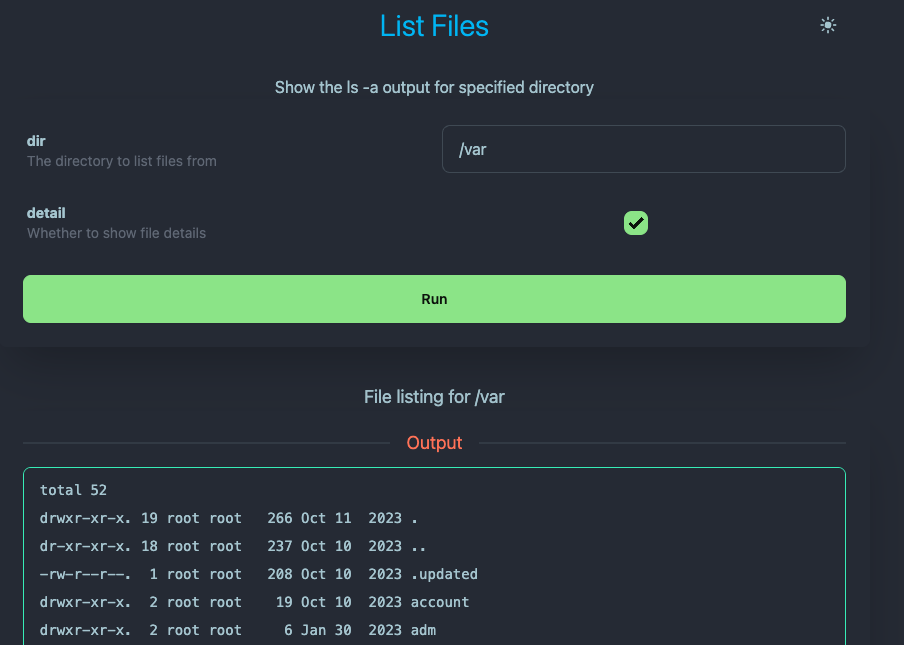 List Files
Show the ls -a output for specified directory
dir
The directory to list files from
/var
detail
Whether to show file details
Run
File listing for /var
Output
total 52
drwxr-xr-x. 19 root root   266 Oct 11  2023 .
dr-xr-xr-x. 18 root root   237 Oct 10  2023 ..
-rw-r--r--.  1 root root   208 Oct 10  2023 .updated
drwxr-xr-x.  2 root root    19 Oct 10  2023 account
drwxr-xr-x.  2 root root     6 Jan 30  2023 adm